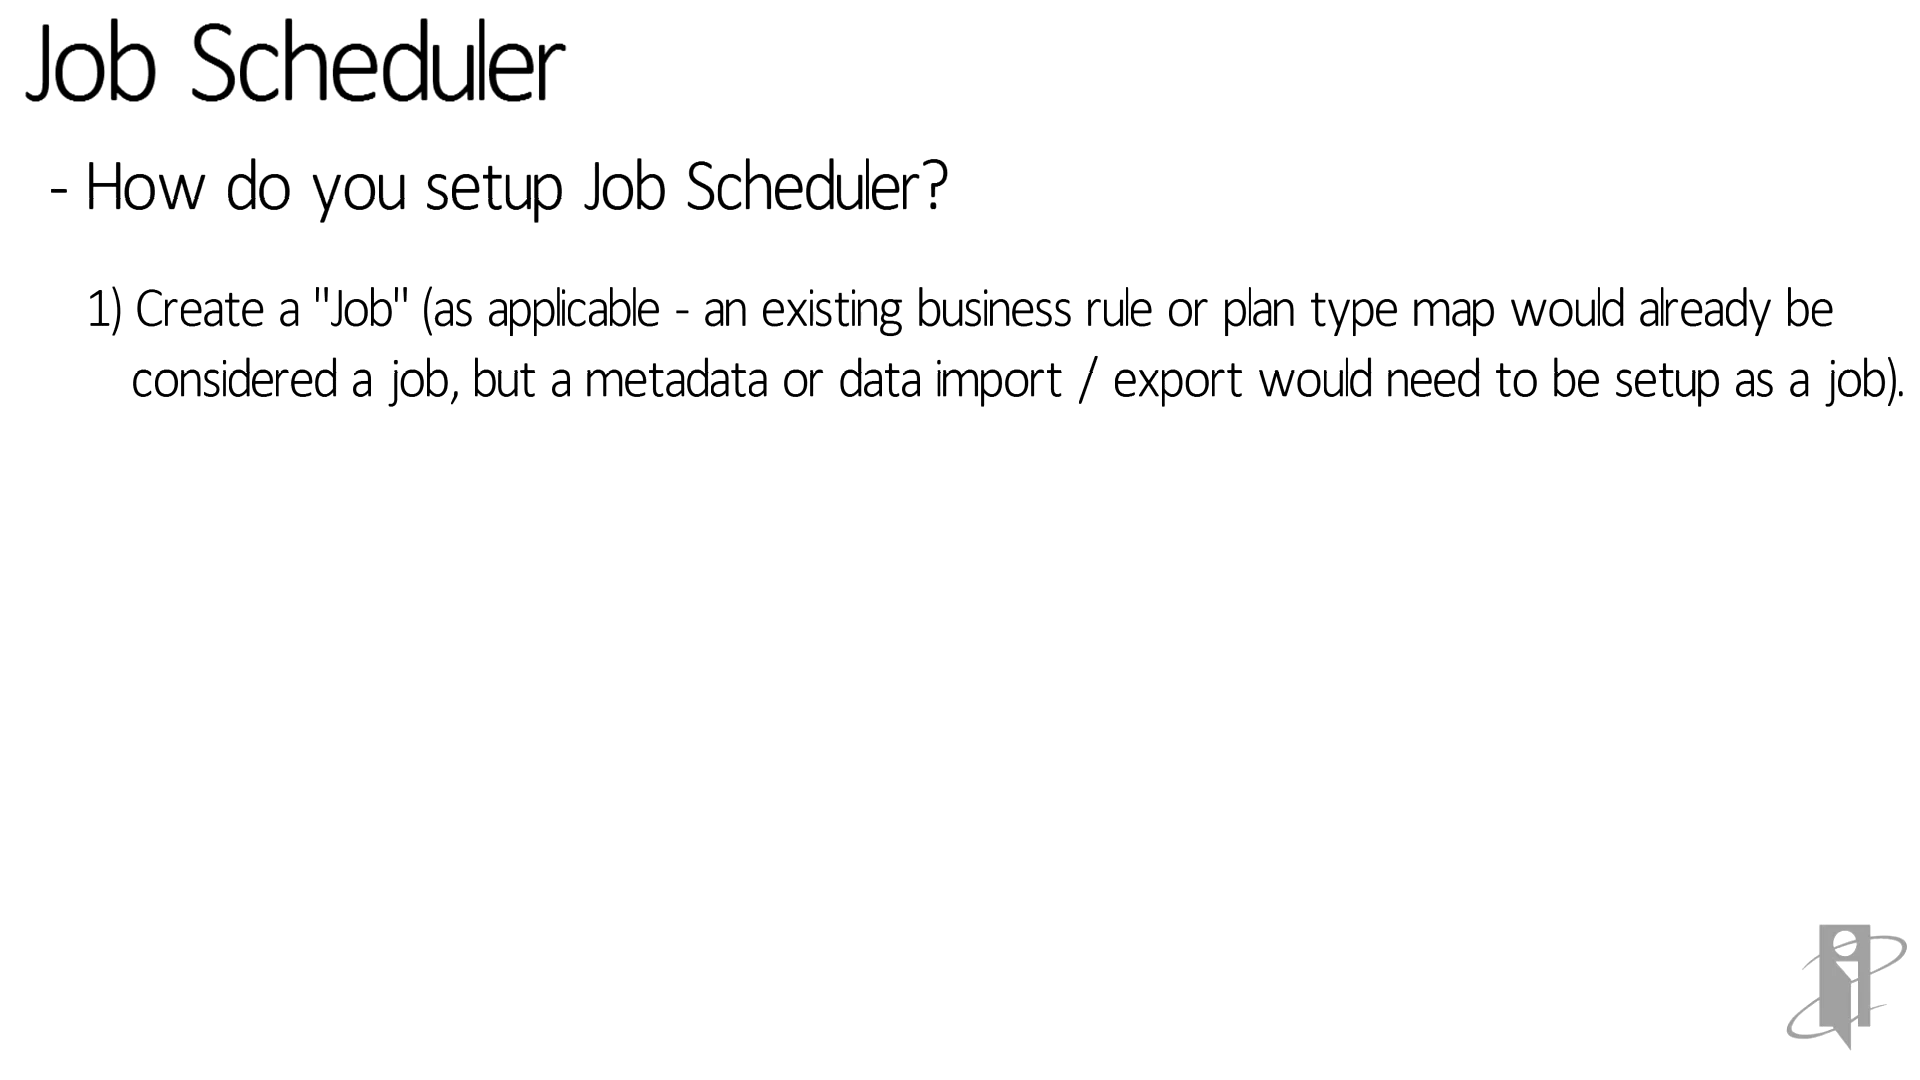 Job Scheduler
- How do you setup Job Scheduler?
1) Create a "Job" (as applicable - an existing business rule or plan type map would already be
considered a job, but a metadata or data import / export would need to be setup as a job).